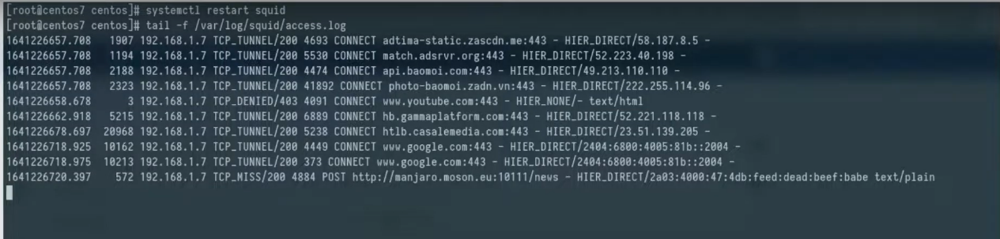 [root@centos7 centos]# systemctl restart squid
[root@centos7 centos]# tail -f /var/log/squid/access.log
1641226657.708   1907 192.168.1.7 TCP_TUNNEL/200 4693 CONNECT adtima-static.zascdn.me:443 - HIER_DIRECT/58.187.8.5 -
1641226657.708   1194 192.168.1.7 TCP_TUNNEL/200 5530 CONNECT match.adsrvr.org:443 - HIER_DIRECT/52.223.40.198 -
1641226657.708   2188 192.168.1.7 TCP_TUNNEL/200 4474 CONNECT api.baomoi.com:443 - HIER_DIRECT/49.213.110.110 -
1641226657.708   2323 192.168.1.7 TCP_TUNNEL/200 41892 CONNECT photo-baomoi.zadn.vn:443 - HIER_DIRECT/222.255.114.96 -
1641226658.678      3 192.168.1.7 TCP_DENIED/403 4091 CONNECT www.youtube.com:443 - HIER_NONE/- text/html
1641226662.918   5215 192.168.1.7 TCP_TUNNEL/200 6889 CONNECT hb.gammaplatform.com:443 - HIER_DIRECT/52.221.118.118 -
1641226678.697  20968 192.168.1.7 TCP_TUNNEL/200 5238 CONNECT htlb.casalemedia.com:443 - HIER_DIRECT/23.51.139.205 -
1641226718.925  10162 192.168.1.7 TCP_TUNNEL/200 4449 CONNECT www.google.com:443 - HIER_DIRECT/2404:6800:4005:81b::2004 -
1641226718.975  10213 192.168.1.7 TCP_TUNNEL/200 373 CONNECT www.google.com:443 - HIER_DIRECT/2404:6800:4005:81b::2004 -
1641226720.397    572 192.168.1.7 TCP_MISS/200 4884 POST http://manjaro.moson.eu:10111/news - HIER_DIRECT/2a03:4000:47:4db:feed:dead:beef:babe text/plain